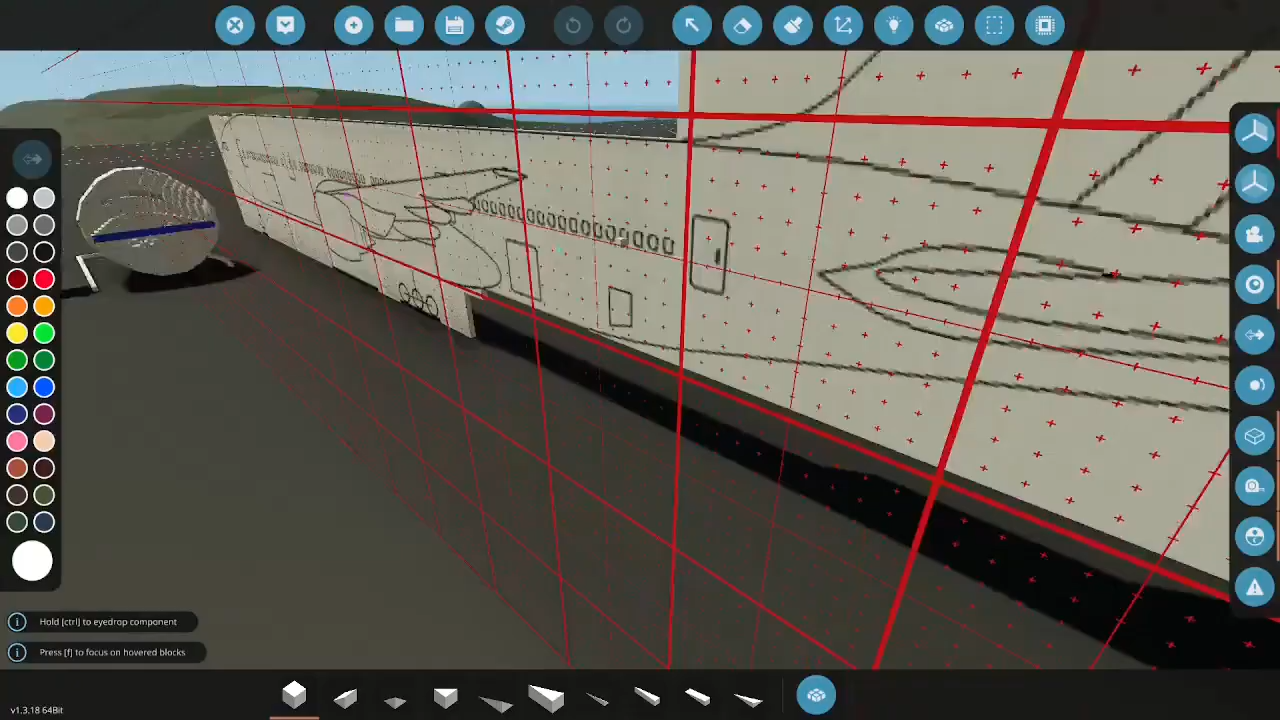 Hold [ctrl] to eyedrop component
Press [f] to focus on hovered blocks
v1.3.18 64Bit